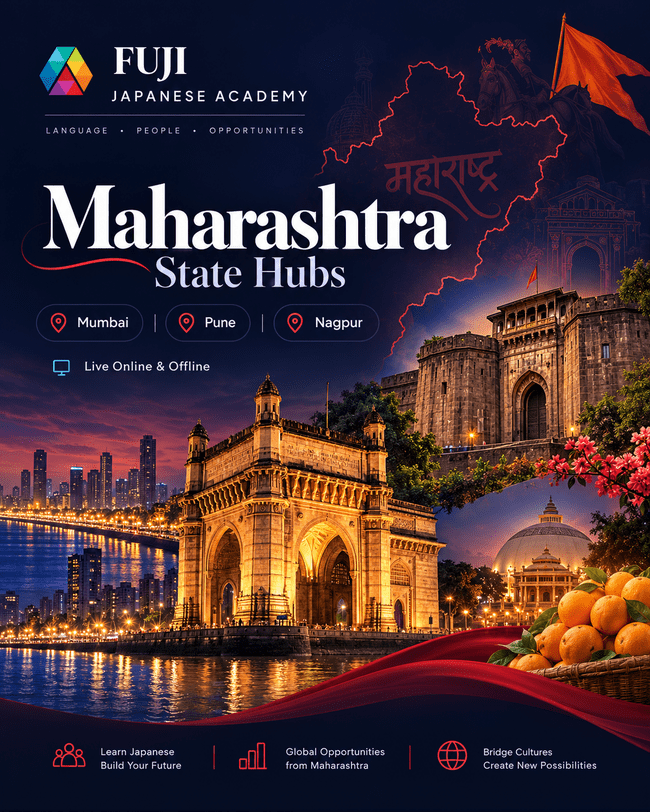 FUJI
JAPANESE ACADEMY
LANGUAGE • PEOPLE • OPPORTUNITIES
महाराष्ट्र
Maharashtra
State Hubs
Mumbai | Pune | Nagpur
Live Online & Offline
Learn Japanese
Build Your Future
Global Opportunities
from Maharashtra
Bridge Cultures
Create New Possibilities